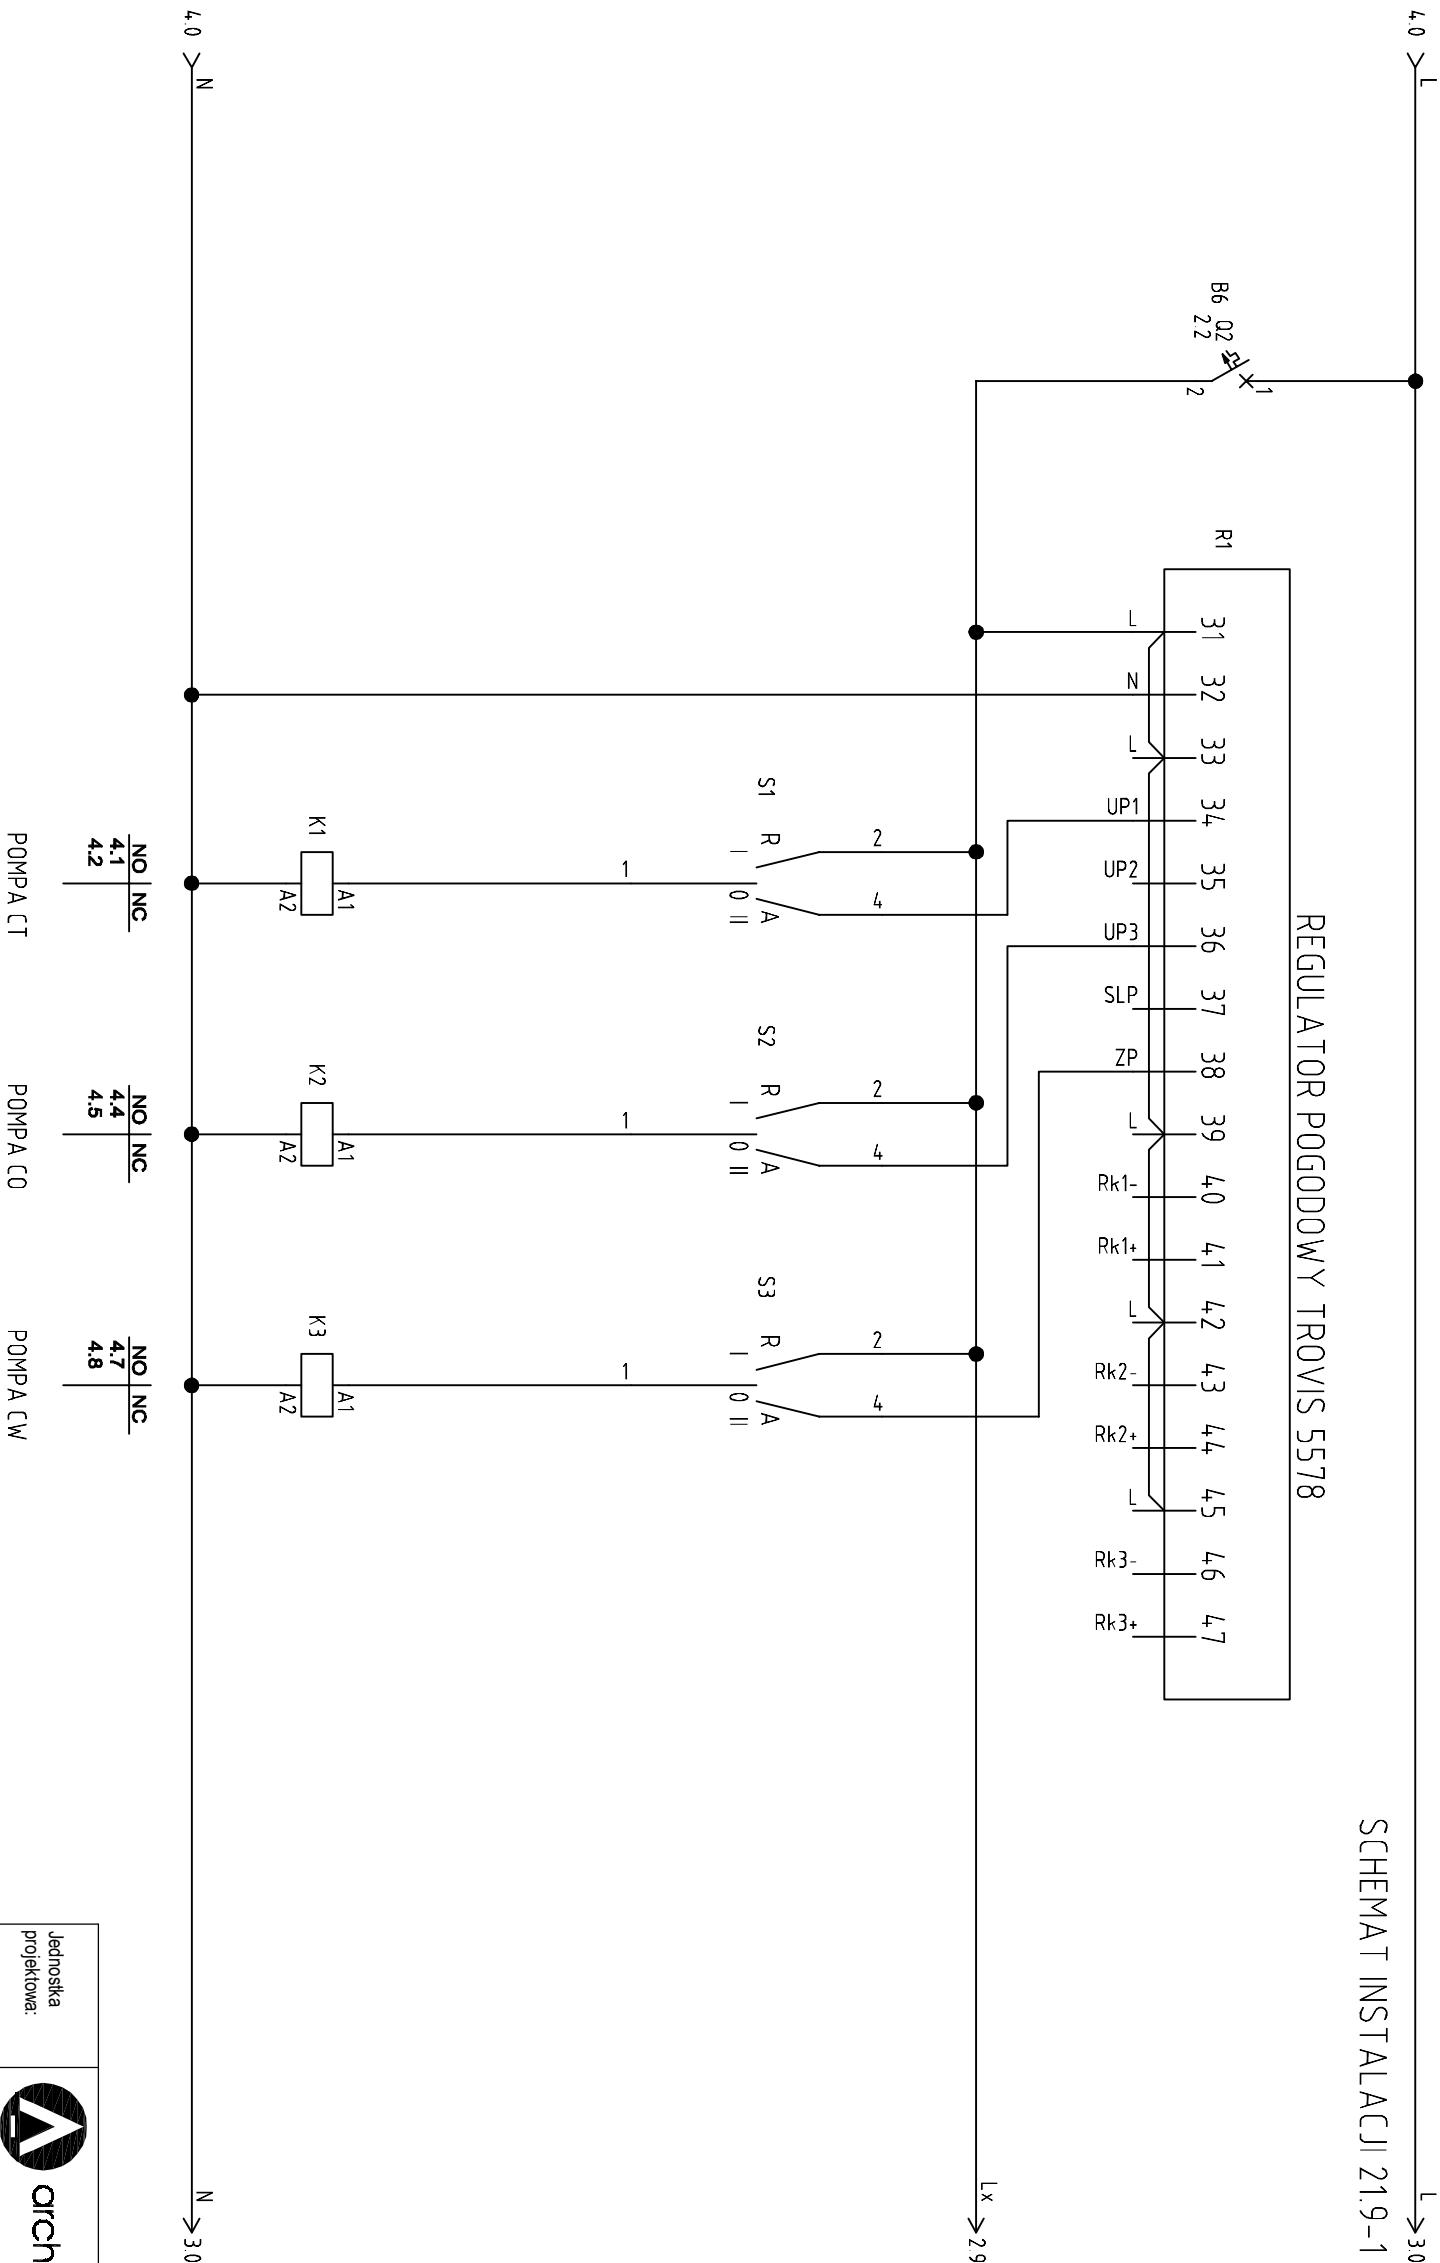 4.0
L
L
3.0
SCHEMAT INSTALACJI 21.9-1
REGULATOR POGODOWY TROVIS 5578
B6 Q2
2.2
1
2
R1
31 32 33 34 35 36 37 38 39 40 41 42 43 44 45 46 47
L N L UP1 UP2 UP3 SLP ZP L Rk1- Rk1+ L Rk2- Rk2+ L Rk3- Rk3+
Lx
2.9
2 4 2 4 2 4
S1 R A S2 R A S3 R A
I 0 II I 0 II I 0 II
1 1 1
K1 A1 K2 A1 K3 A1
A2 A2 A2
4.0
N
N
3.0
NO NC NO NC NO NC
4.1 4.4 4.7
4.2 4.5 4.8
POMPA CT POMPA CO POMPA CW
Jednostka
projektowa:
arch